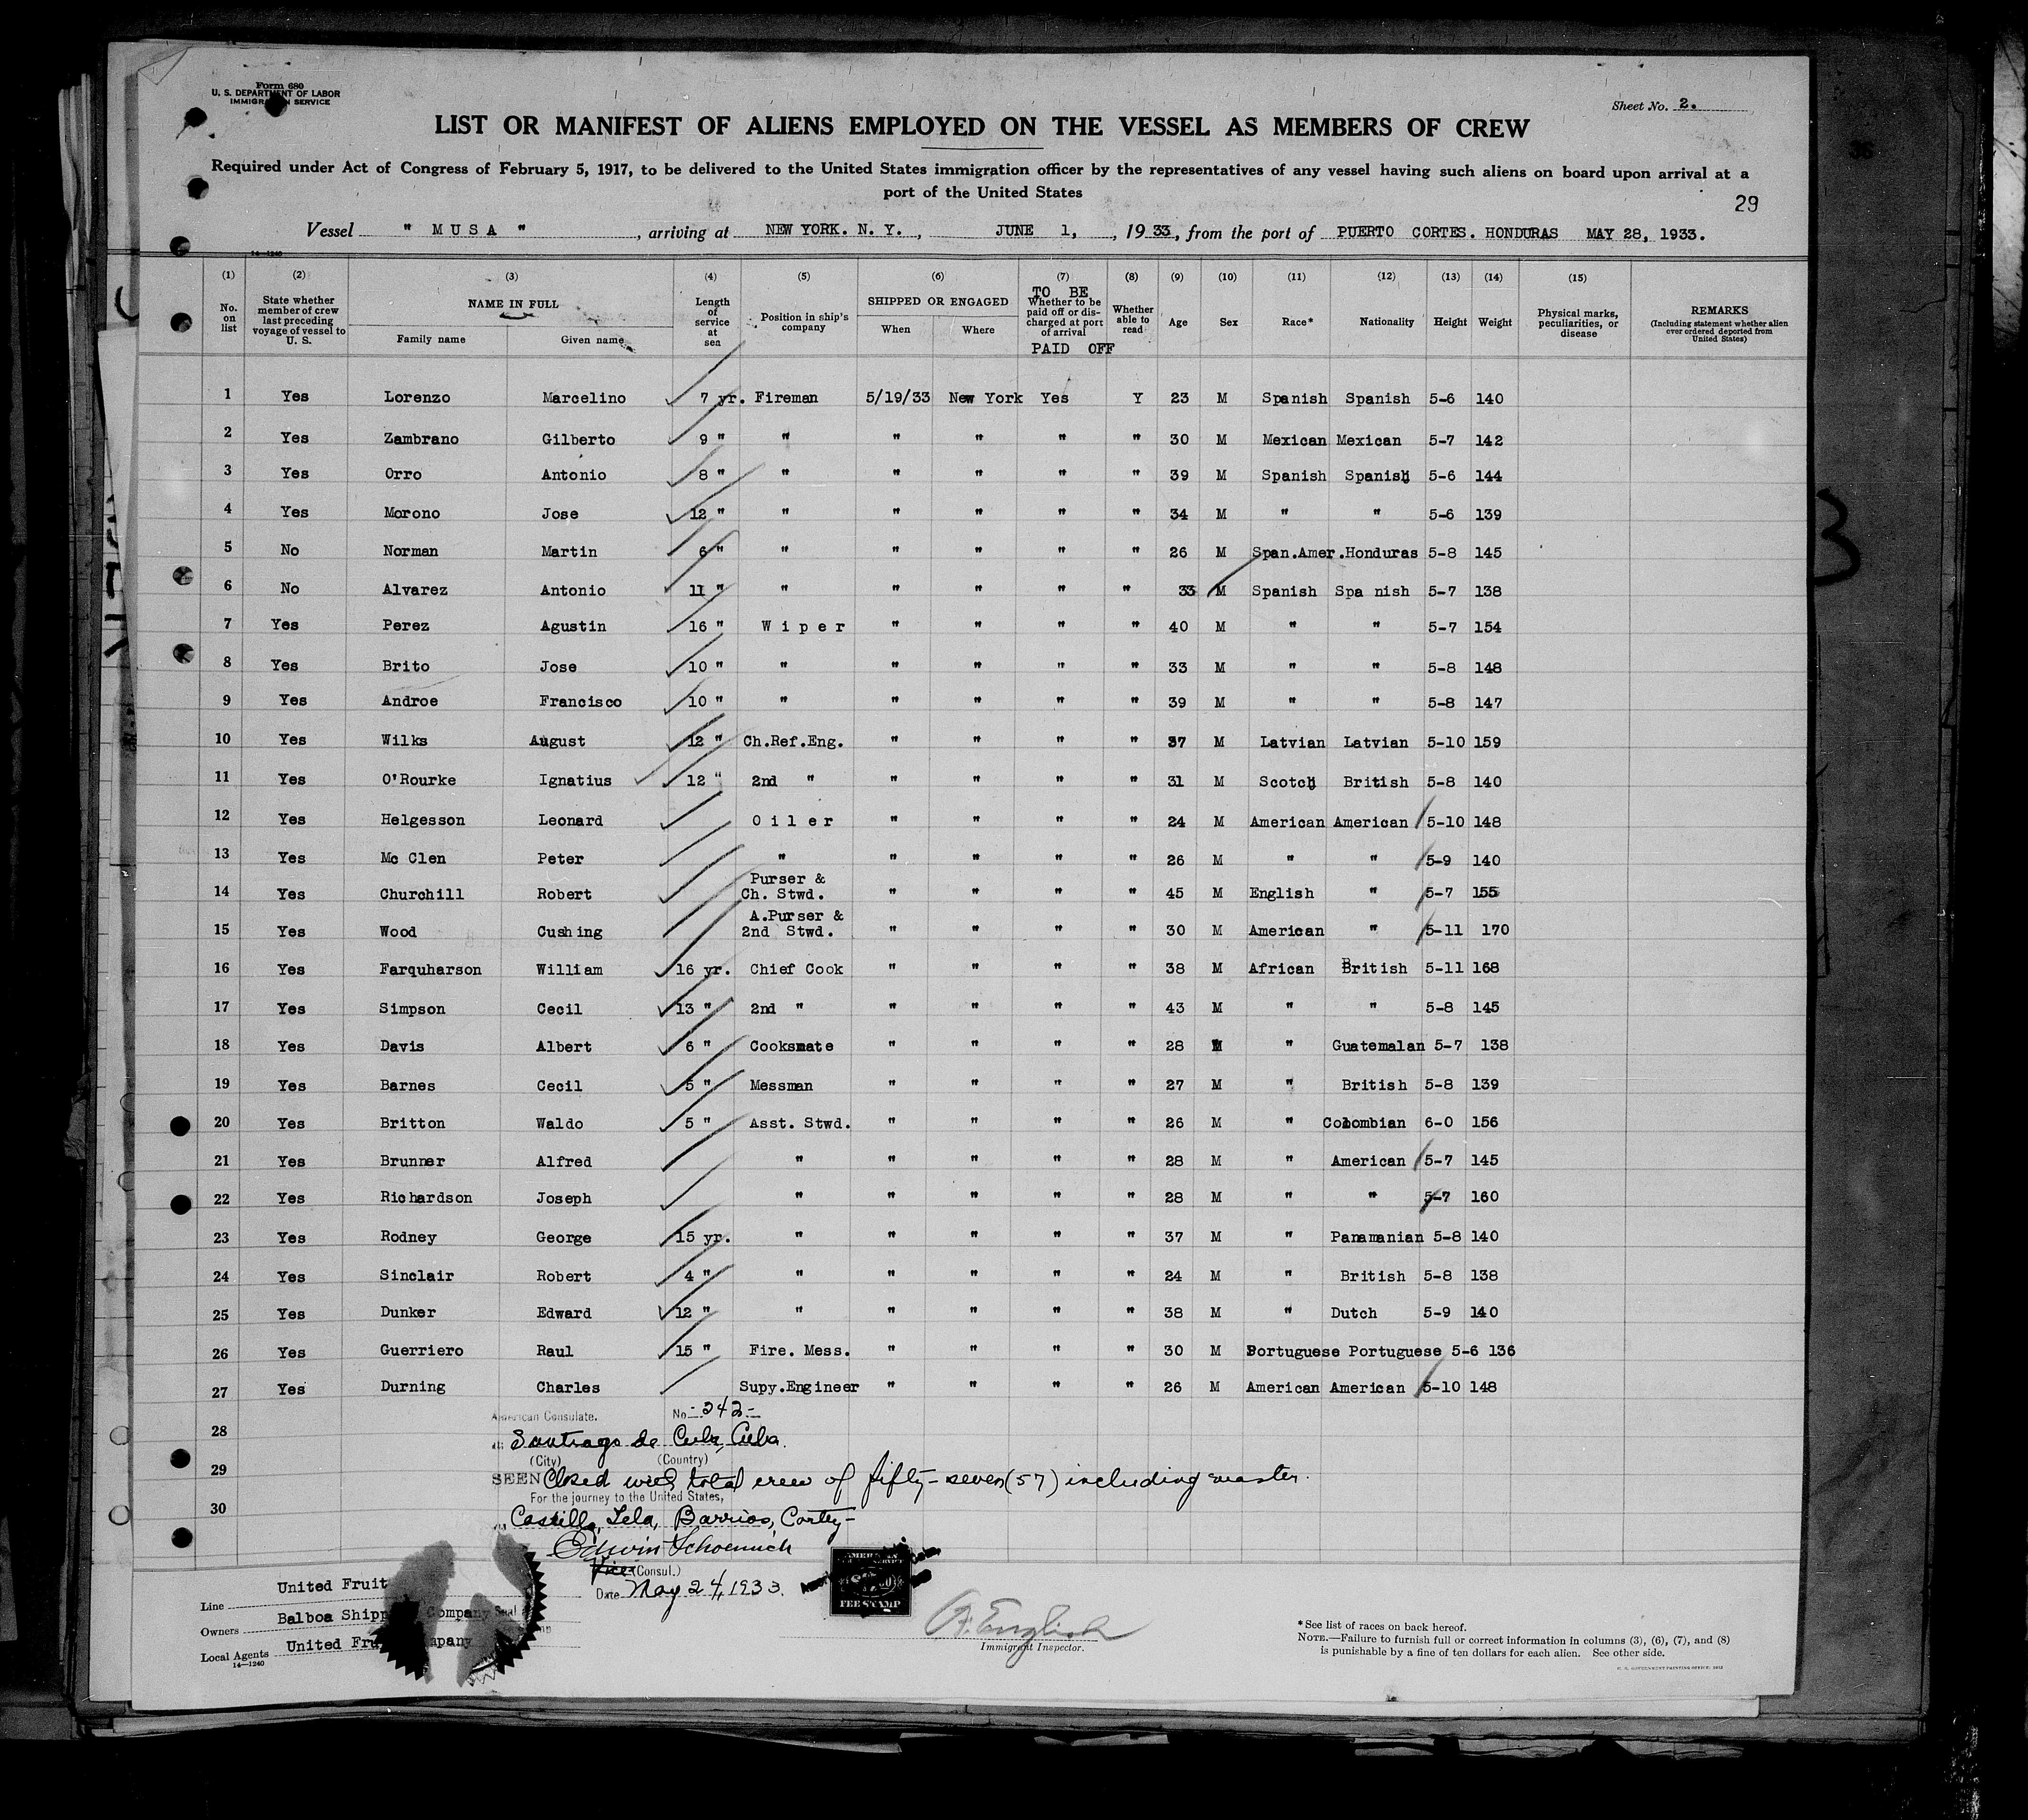 Form 680
U. S. DEPARTMENT OF LABOR
IMMIGRATION SERVICE
Sheet No. 2.
LIST OR MANIFEST OF ALIENS EMPLOYED ON THE VESSEL AS MEMBERS OF CREW
Required under Act of Congress of February 5, 1917, to be delivered to the United States immigration officer by the representatives of any vessel having such aliens on board upon arrival at a
port of the United States
29
Vessel " M U S A " , arriving at NEW YORK. N. Y. , JUNE 1, , 1933, from the port of PUERTO CORTES. HONDURAS MAY 28, 1933.
14—1240
(1) (2) (3) (4) (5) (6) (7) (8) (9) (10) (11) (12) (13) (14) (15)
No. on list
State whether member of crew last preceding voyage of vessel to U. S.
NAME IN FULL
Family name Given name
Length of service at sea
Position in ship's company
SHIPPED OR ENGAGED
When Where
TO BE
Whether to be paid off or discharged at port of arrival
PAID OFF
Whether able to read
Age Sex Race* Nationality Height Weight
Physical marks, peculiarities, or disease
REMARKS
(Including statement whether alien ever ordered deported from United States)
1 Yes Lorenzo Marcelino 7 yr. Fireman 5/19/33 New York Yes Y 23 M Spanish Spanish 5-6 140
2 Yes Zambrano Gilberto 9 " " " " " " 30 M Mexican Mexican 5-7 142
3 Yes Orro Antonio 8 " " " " " " 39 M Spanish Spanish 5-6 144
4 Yes Morono Jose 12 " " " " " " 34 M " " 5-6 139
5 No Norman Martin 6 " " " " " " 26 M Span.Amer.Honduras 5-8 145
6 No Alvarez Antonio 11 " " " " " " 33 M Spanish Spa nish 5-7 138
7 Yes Perez Agustin 16 " W i p e r " " " " 40 M " " 5-7 154
8 Yes Brito Jose 10 " " " " " " 33 M " " 5-8 148
9 Yes Androe Francisco 10 " " " " " " 39 M " " 5-8 147
10 Yes Wilks August 12 " Ch.Ref.Eng. " " " " 37 M Latvian Latvian 5-10 159
11 Yes O'Rourke Ignatius 12 " 2nd " " " " " 31 M Scotch British 5-8 140
12 Yes Helgesson Leonard O i l e r " " " " 24 M American American 5-10 148
13 Yes Mc Clen Peter " " " " " 26 M " " 5-9 140
14 Yes Churchill Robert Purser & Ch. Stwd. " " " " 45 M English " 5-7 155
15 Yes Wood Cushing A.Purser & 2nd Stwd. " " " " 30 M American " 5-11 170
16 Yes Farquharson William 16 yr. Chief Cook " " " " 38 M African British 5-11 168
17 Yes Simpson Cecil 13 " 2nd " " " " " 43 M " " 5-8 145
18 Yes Davis Albert 6 " Cooksmate " " " " 28 M " Guatemalan 5-7 138
19 Yes Barnes Cecil 5 " Messman " " " " 27 M " British 5-8 139
20 Yes Britton Waldo 5 " Asst. Stwd. " " " " 26 M " Colombian 6-0 156
21 Yes Brunner Alfred " " " " " 28 M " American 5-7 145
22 Yes Richardson Joseph " " " " " 28 M " " 5-7 160
23 Yes Rodney George 15 yr. " " " " " 37 M " Panamanian 5-8 140
24 Yes Sinclair Robert 4 " " " " " " 24 M " British 5-8 138
25 Yes Dunker Edward 12 " " " " " " 38 M " Dutch 5-9 140
26 Yes Guerriero Raul 15 " Fire. Mess. " " " " 30 M Portuguese Portuguese 5-6 136
27 Yes Durning Charles Supy.Engineer " " " " 26 M American American 5-10 148
American Consulate. No -342-
28
at Santiago de Cuba, Cuba.
(City) (Country)
29
SEEN Closed with total crew of fifty-seven (57) including master.
For the journey to the United States,
30
Castilla, Tela, Barrios, Cortez-
Edwin Schoenrich
Vice (Consul.)
Date May 24, 1933.
AMERICAN
FEE STAMP
Line United Fruit
Owners Balboa Shipp Company
Seal
Local Agents United Fru mpany
14—1240
A. English
Immigrant Inspector.
* See list of races on back hereof.
NOTE.—Failure to furnish full or correct information in columns (3), (6), (7), and (8)
is punishable by a fine of ten dollars for each alien. See other side.
U. S. GOVERNMENT PRINTING OFFICE: 1932
36
3